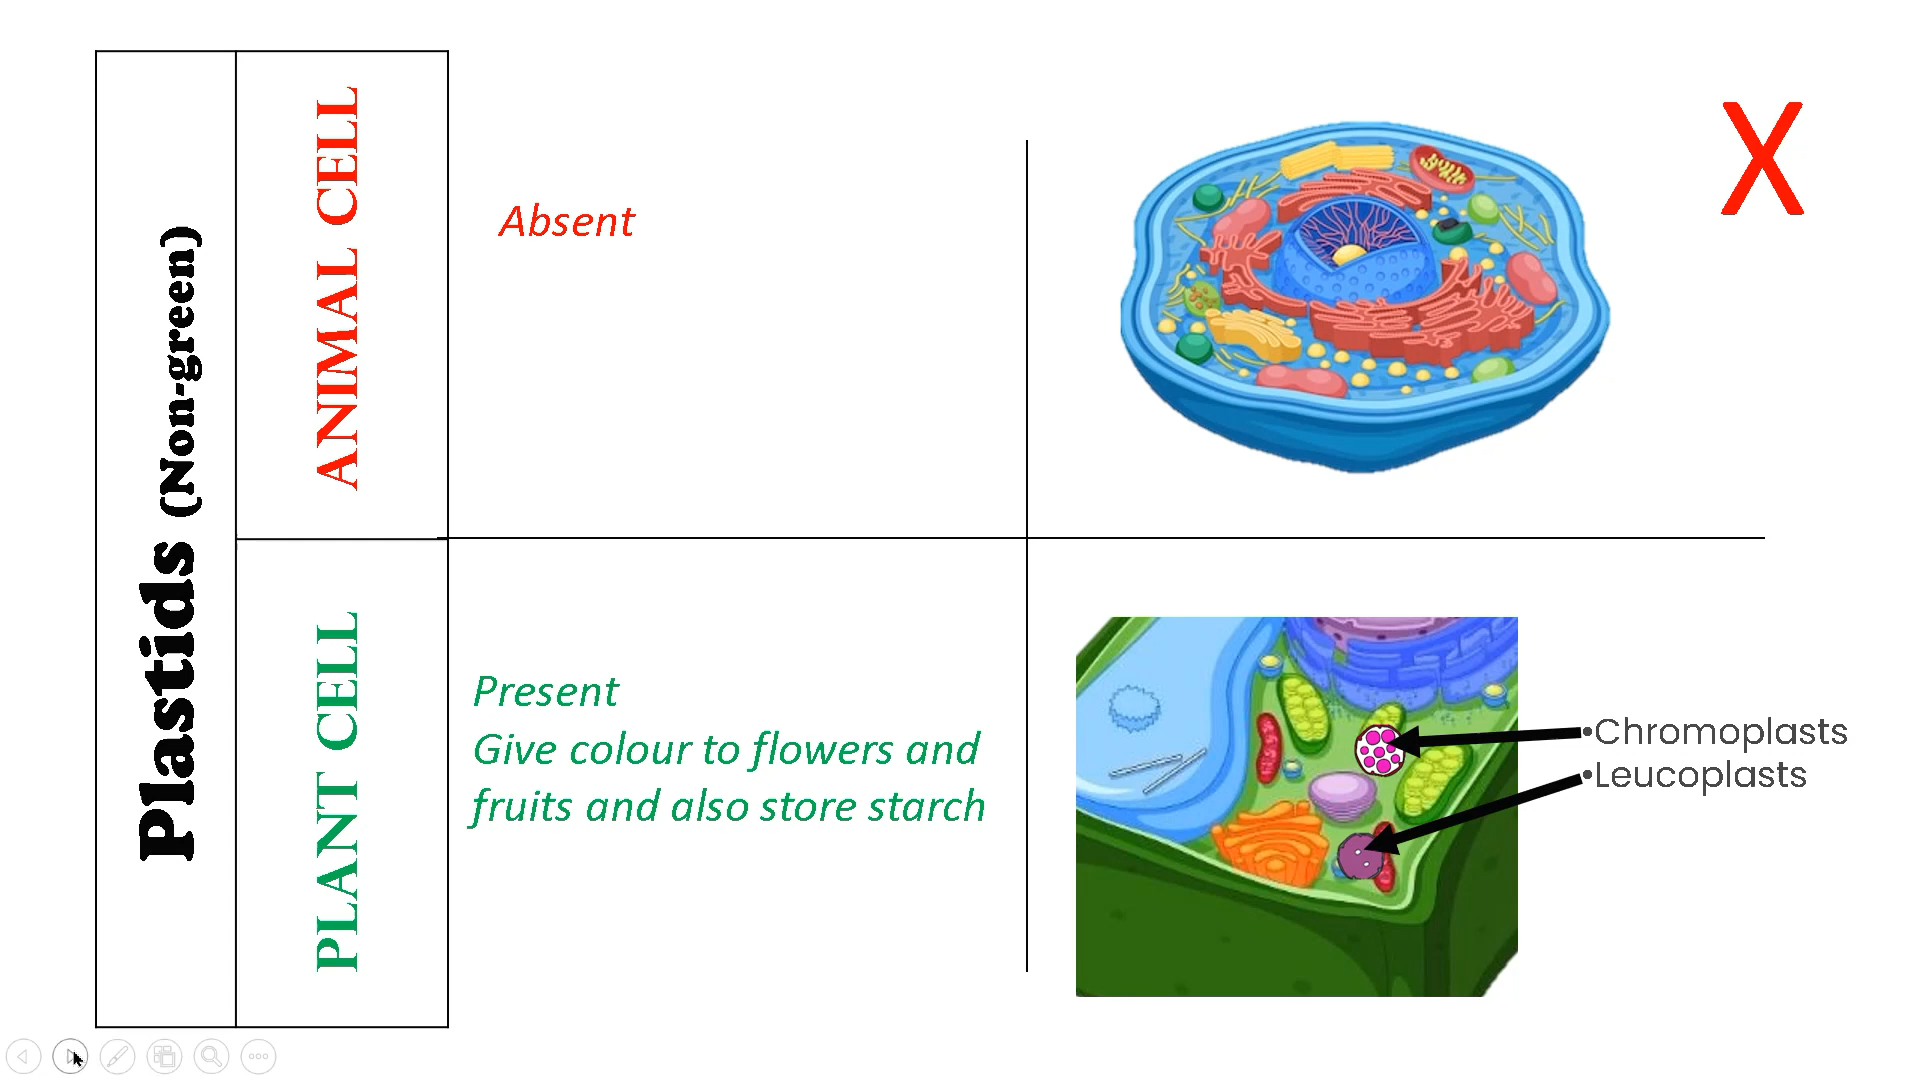 Plastids (Non-green)
ANIMAL CELL
Absent
X
PLANT CELL
Present
Give colour to flowers and
fruits and also store starch
•Chromoplasts
•Leucoplasts